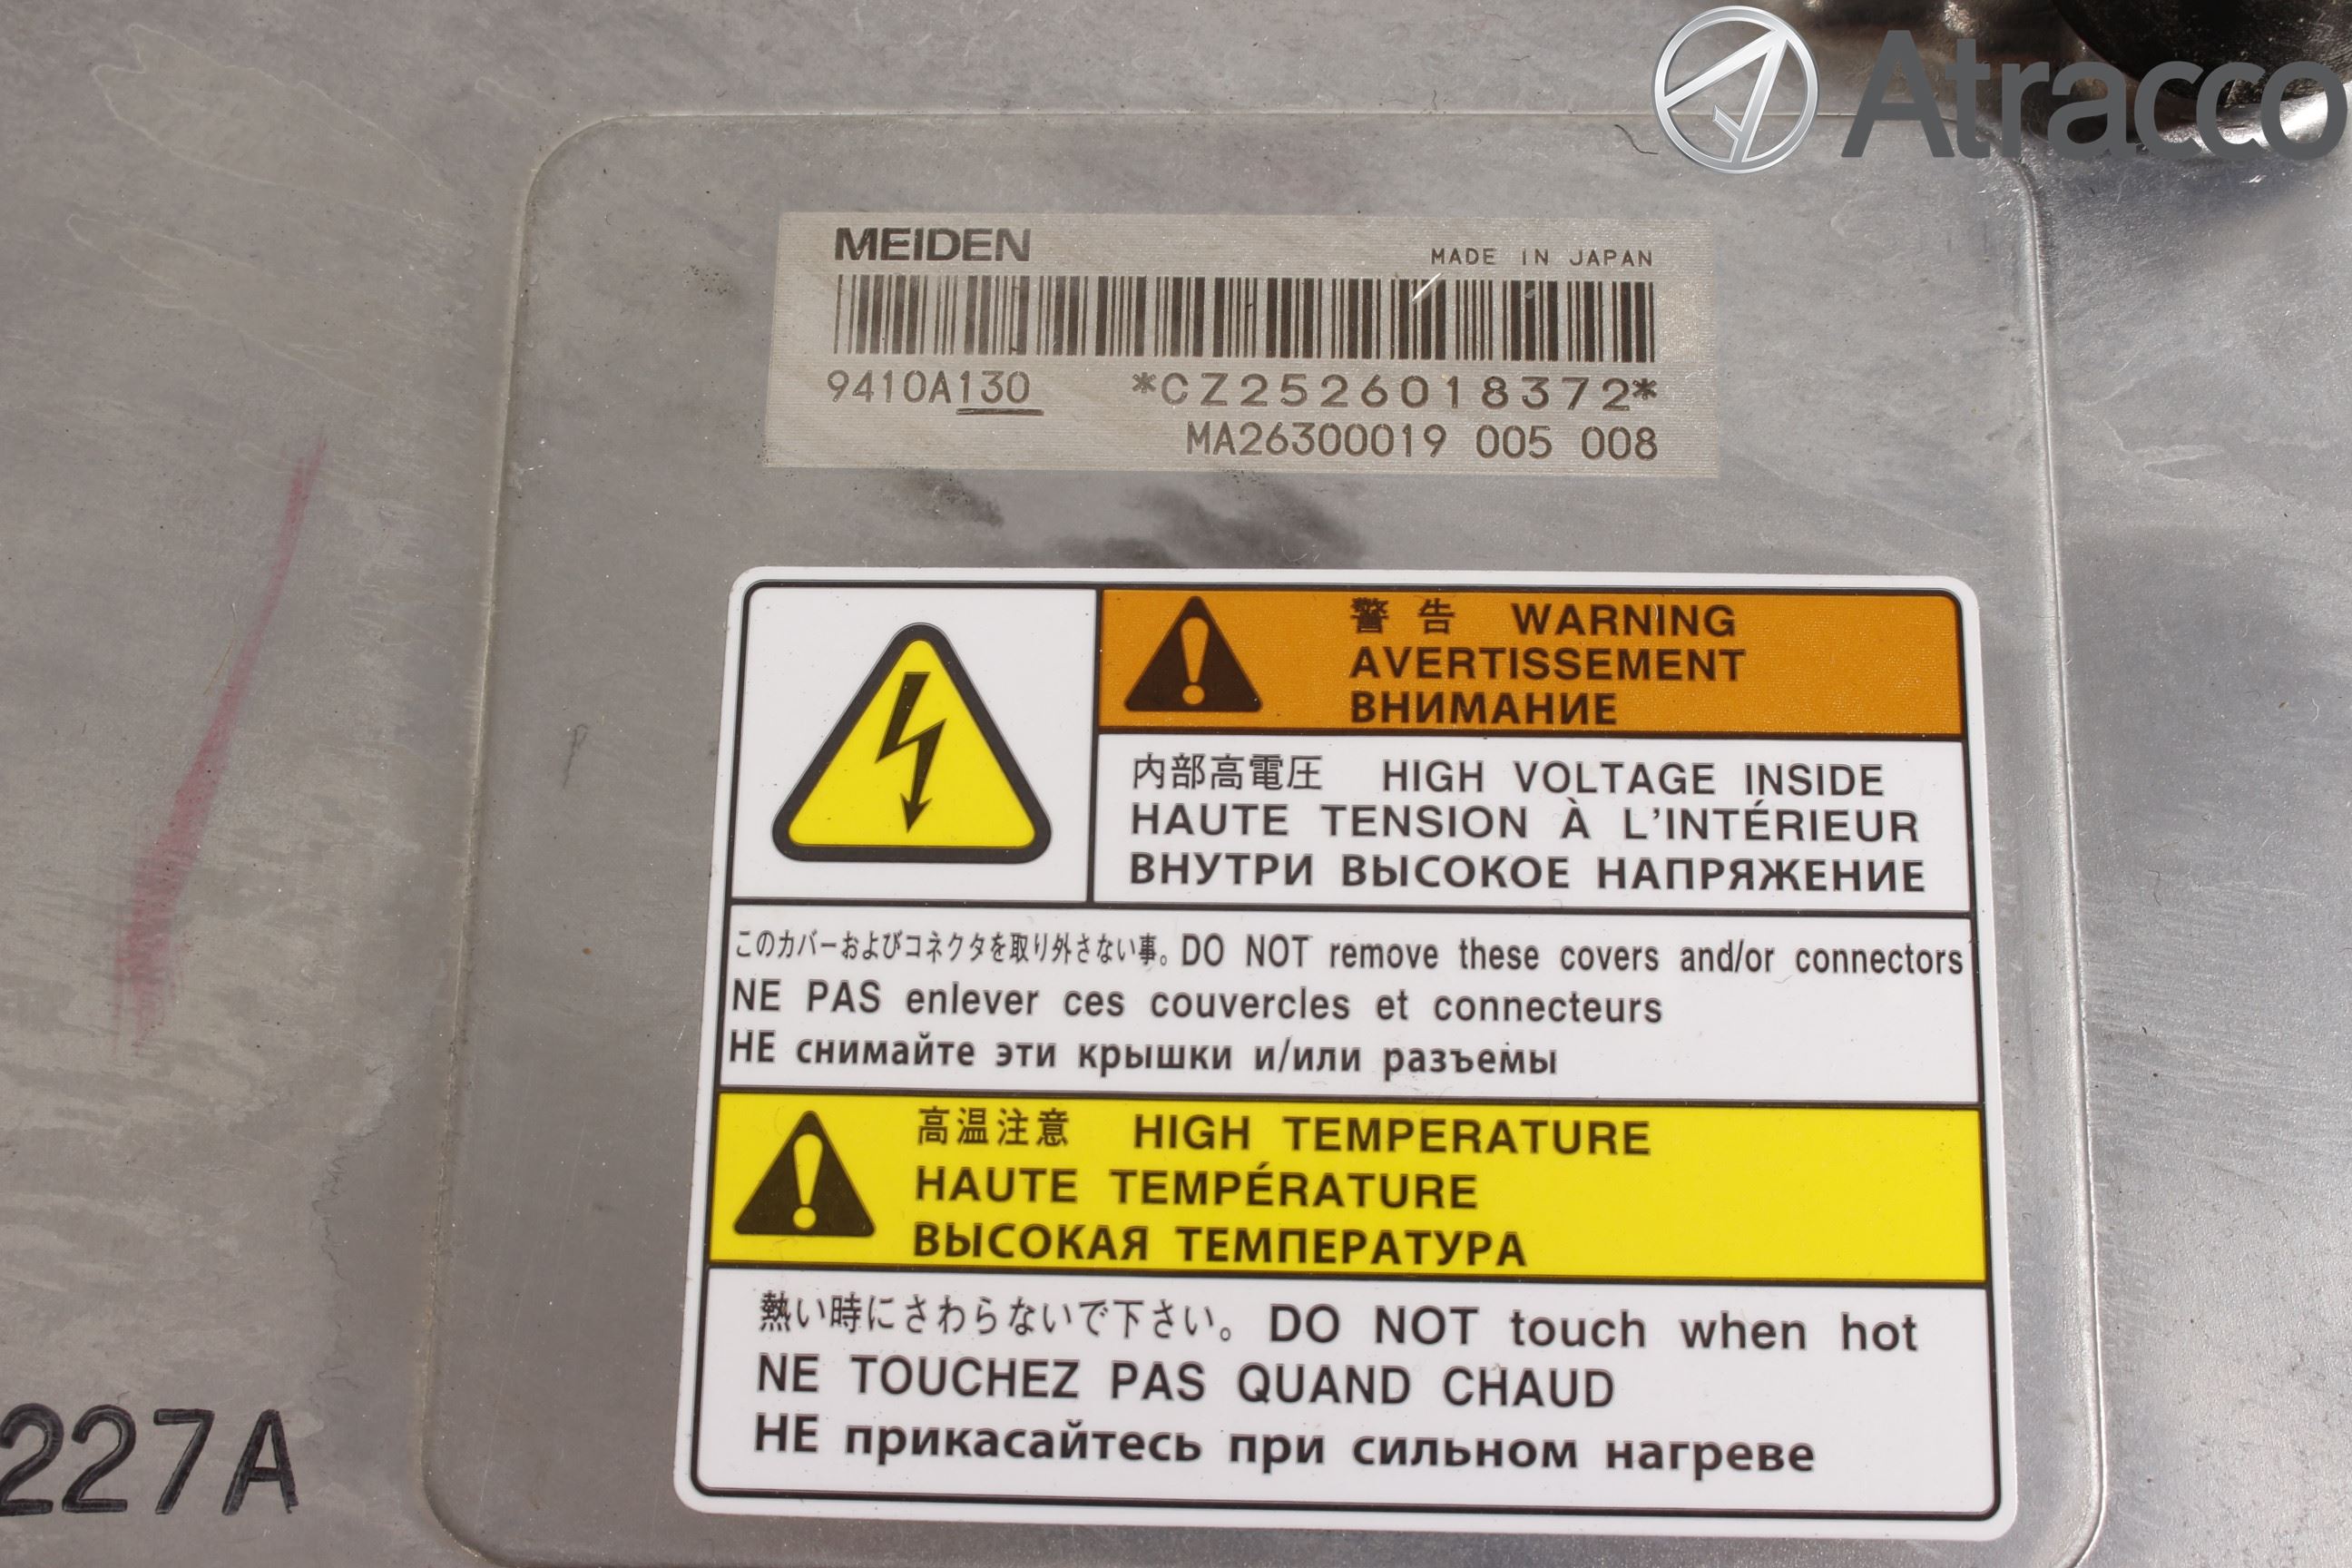 Atracco
MEIDEN MADE IN JAPAN
9410A130 *CZ2526018372*
MA26300019 005 008
警告 WARNING
AVERTISSEMENT
ВНИМАНИЕ
内部高電圧 HIGH VOLTAGE INSIDE
HAUTE TENSION À L'INTÉRIEUR
ВНУТРИ ВЫСОКОЕ НАПРЯЖЕНИЕ
このカバーおよびコネクタを取り外さない事。DO NOT remove these covers and/or connectors
NE PAS enlever ces couvercles et connecteurs
НЕ снимайте эти крышки и/или разъемы
高温注意 HIGH TEMPERATURE
HAUTE TEMPÉRATURE
ВЫСОКАЯ ТЕМПЕРАТУРА
熱い時にさわらないで下さい。DO NOT touch when hot
NE TOUCHEZ PAS QUAND CHAUD
НЕ прикасайтесь при сильном нагреве
227A